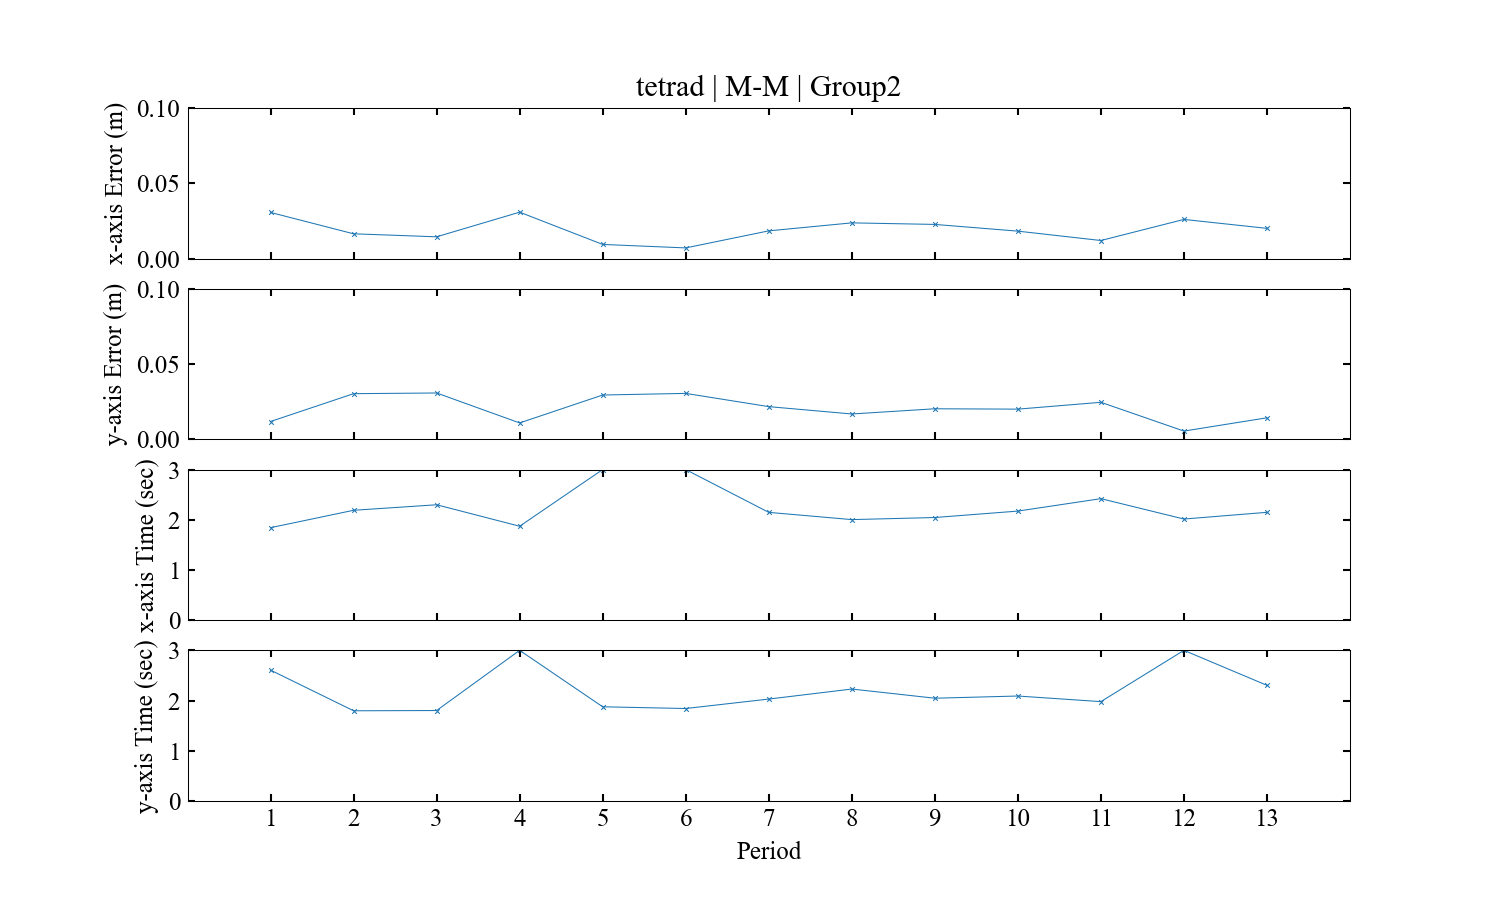 tetrad | M-M | Group2
x-axis Error (m)
0.10
0.05
0.00
y-axis Error (m)
0.10
0.05
0.00
x-axis Time (sec)
3
2
1
0
y-axis Time (sec)
3
2
1
0
1 2 3 4 5 6 7 8 9 10 11 12 13
Period